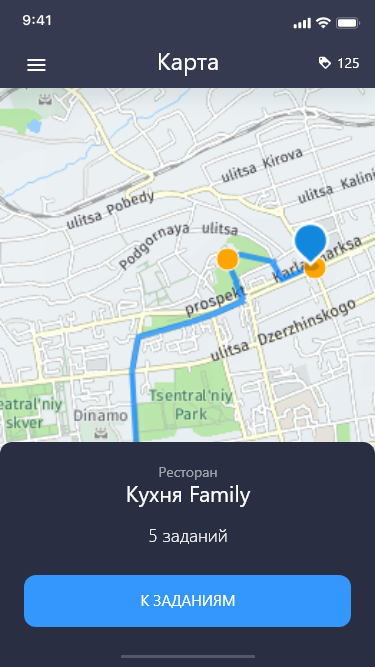 9:41
Карта
125
ulitsa Kirova
ulitsa Kalini
ulitsa Pobedy
Podgornaya ulitsa
Karla marksa
prospekt
ulitsa Dzerzhinskogo
Tsentral'niy
Park
eatral'niy
skver
Dinamo
Ресторан
Кухня Family
5 заданий
К ЗАДАНИЯМ